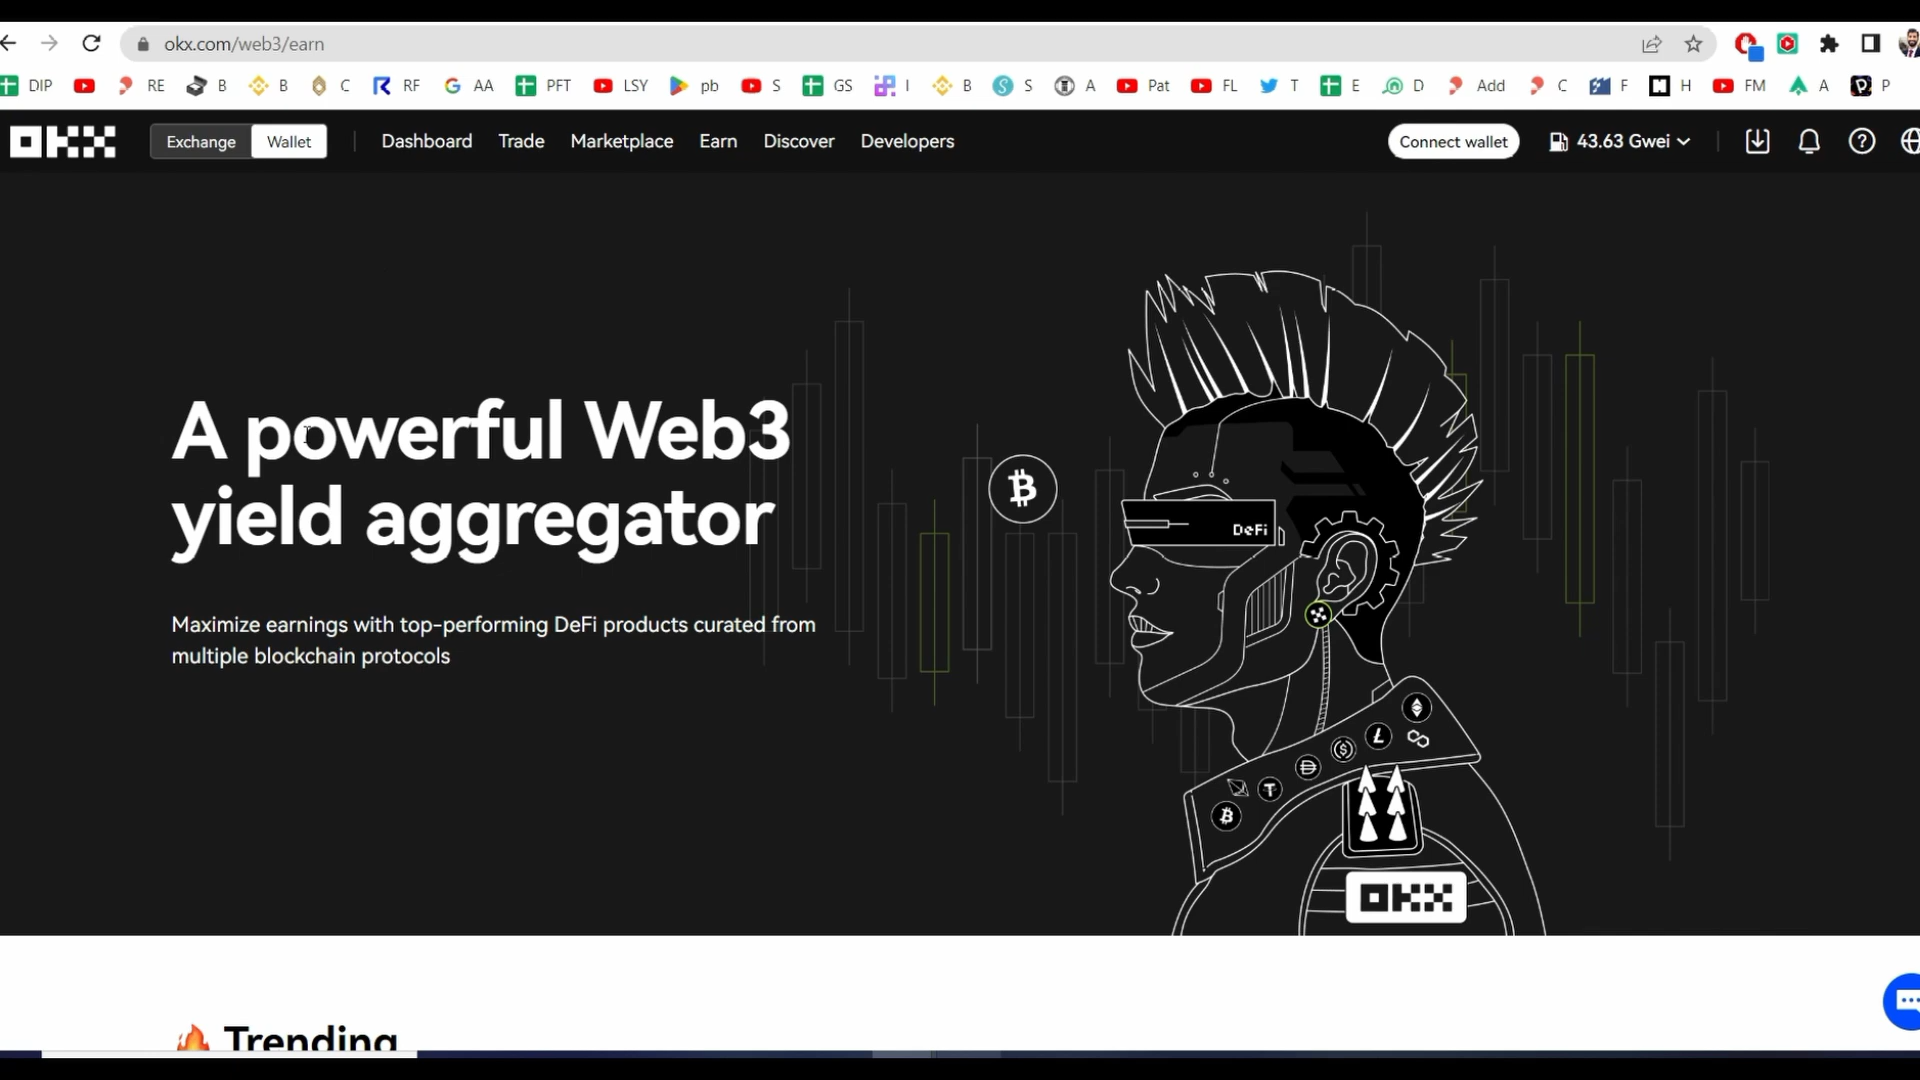 okx.com/web3/earn
DIP RE B B C RF AA PFT LSY pb S GS I B S A Pat FL T E D Add C F H FM A P
OKX Exchange Wallet Dashboard Trade Marketplace Earn Discover Developers Connect wallet 43.63 Gwei
A powerful Web3
yield aggregator
Maximize earnings with top-performing DeFi products curated from
multiple blockchain protocols
DeFi
OKX
Trending